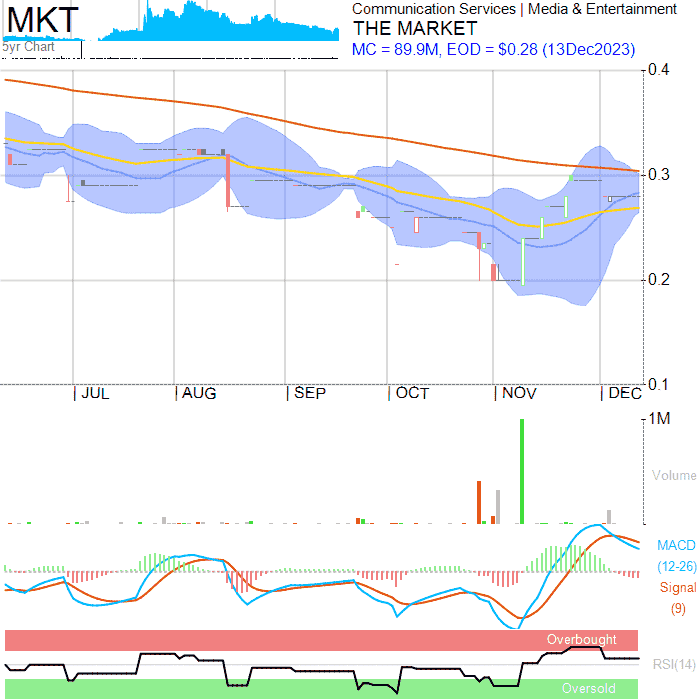 MKT
5yr Chart
Communication Services | Media & Entertainment
THE MARKET
MC = 89.9M, EOD = $0.28 (13Dec2023)
0.4
0.3
0.2
0.1
JUL
AUG
SEP
OCT
NOV
DEC
1M
Volume
MACD
(12-26)
Signal
(9)
Overbought
RSI(14)
Oversold